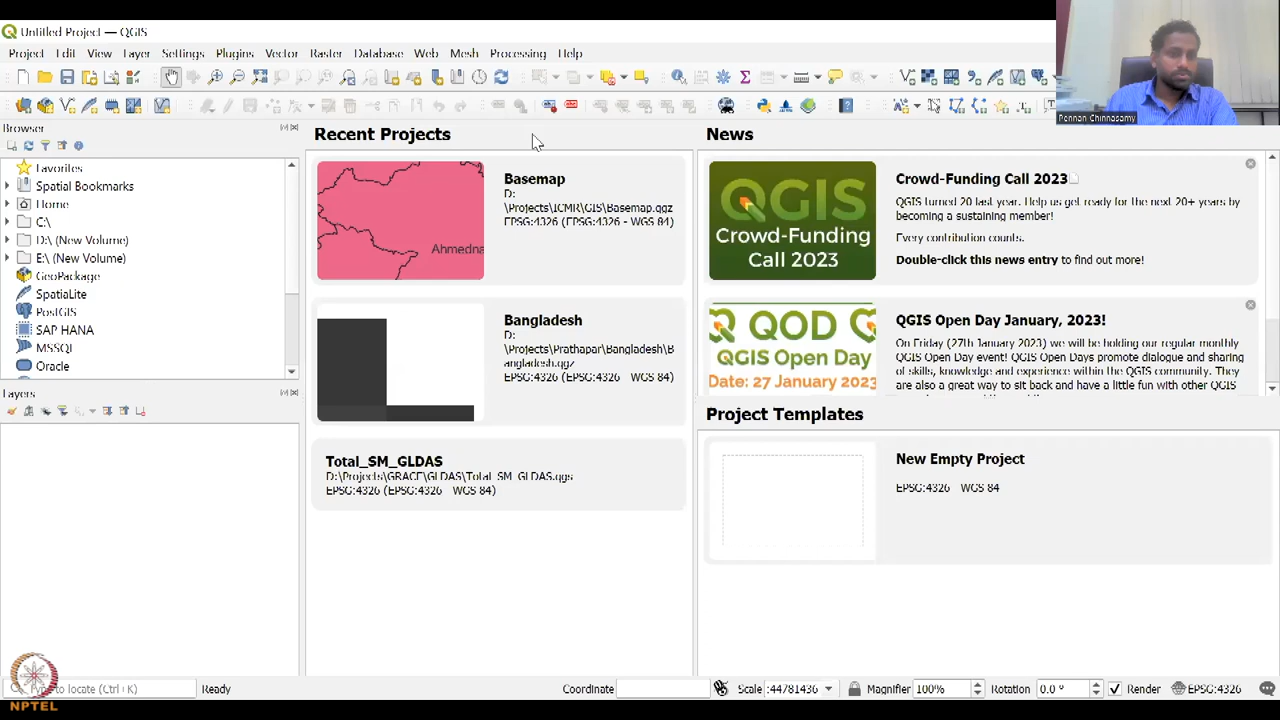 Untitled Project — QGIS
Project Edit View Layer Settings Plugins Vector Raster Database Web Mesh Processing Help
Pennan Chinnasamy
Browser
Favorites
Spatial Bookmarks
Home
C:\
D:\ (New Volume)
E:\ (New Volume)
GeoPackage
SpatiaLite
PostGIS
SAP HANA
MSSQL
Oracle
Layers
Recent Projects
Basemap
D:
\Projects\ICMR\GIS\Basemap.qgz
EPSG:4326 (EPSG:4326 - WGS 84)
Ahmedna
Bangladesh
D:
\Projects\Prathapar\Bangladesh\B
angladesh.qgz
EPSG:4326 (EPSG:4326 WGS 84)
Total_SM_GLDAS
D:\Projects\GRACE\GLDAS\Total_SM_GLDAS.qgs
EPSG:4326 (EPSG:4326 WGS 84)
News
QGIS
Crowd-Funding
Call 2023
Crowd-Funding Call 2023
QGIS turned 20 last year. Help us get ready for the next 20+ years by
becoming a sustaining member!
Every contribution counts.
Double-click this news entry to find out more!
QOD
QGIS Open Day
Date: 27 January 2023
QGIS Open Day January, 2023!
On Friday (27th January 2023) we will be holding our regular monthly
QGIS Open Day event! QGIS Open Days promote dialogue and sharing
of skills, knowledge and experience within the QGIS community. They
are also a great way to sit back and have a little fun with other QGIS
Project Templates
New Empty Project
EPSG:4326 WGS 84
Type to locate (Ctrl+K) Ready Coordinate Scale :44781436 Magnifier 100% Rotation 0.0 ° Render EPSG:4326
NPTEL